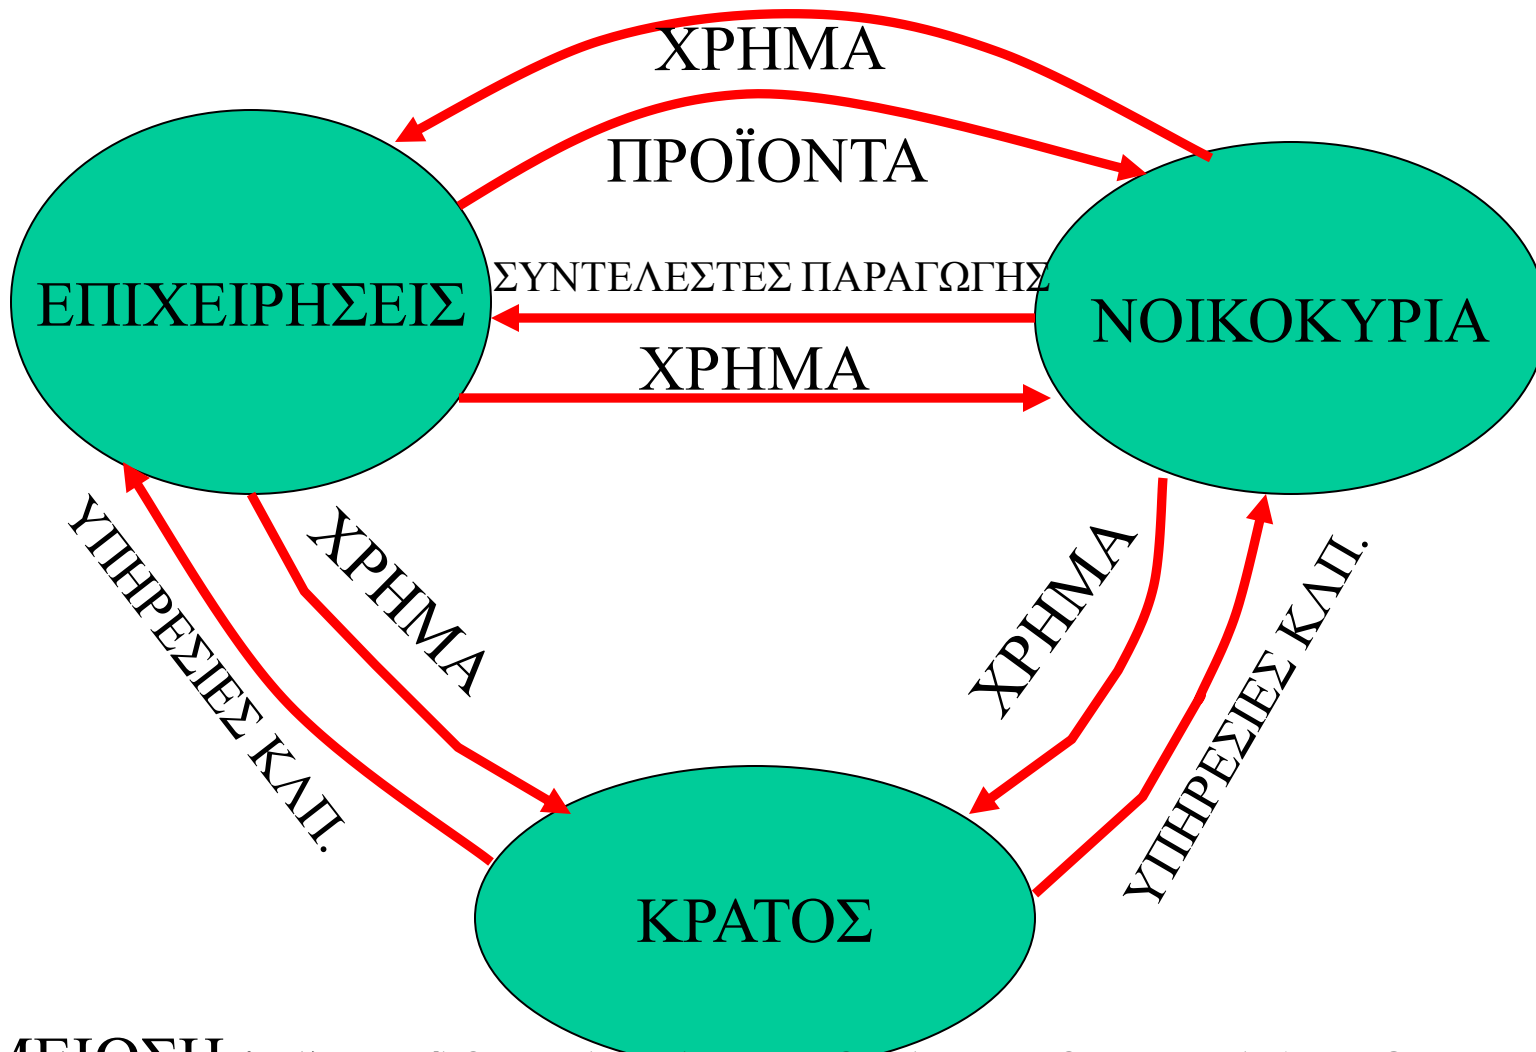 ΧΡΗΜΑ
ΠΡΟΪΟΝΤΑ
ΣΥΝΤΕΛΕΣΤΕΣ ΠΑΡΑΓΩΓΗΣ
ΕΠΙΧΕΙΡΗΣΕΙΣ
ΝΟΙΚΟΚΥΡΙΑ
ΧΡΗΜΑ
ΥΠΗΡΕΣΙΕΣ ΚΛΠ.
ΧΡΗΜΑ
ΧΡΗΜΑ
ΥΠΗΡΕΣΙΕΣ ΚΛΠ.
ΚΡΑΤΟΣ